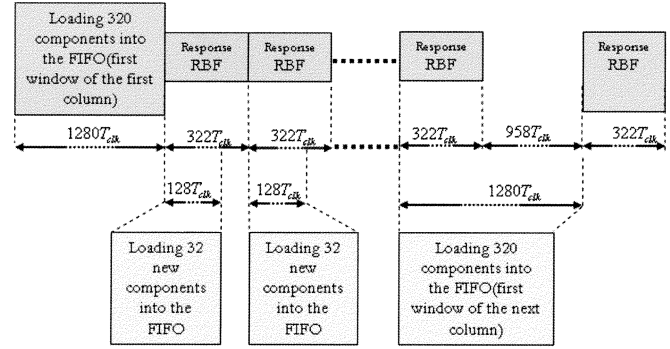 Loading 320
components into
the FIFO(first
window of the first
column)
Response
RBF
Response
RBF
Response
RBF
Response
RBF
1280Tclk
322Tclk
322Tclk
322Tclk
958Tclk
322Tclk
128Tclk
128Tclk
1280Tclk
Loading 32
new
components
into the
FIFO
Loading 32
new
components
into the
FIFO
Loading 320
components into
the FIFO(first
window of the next
column)